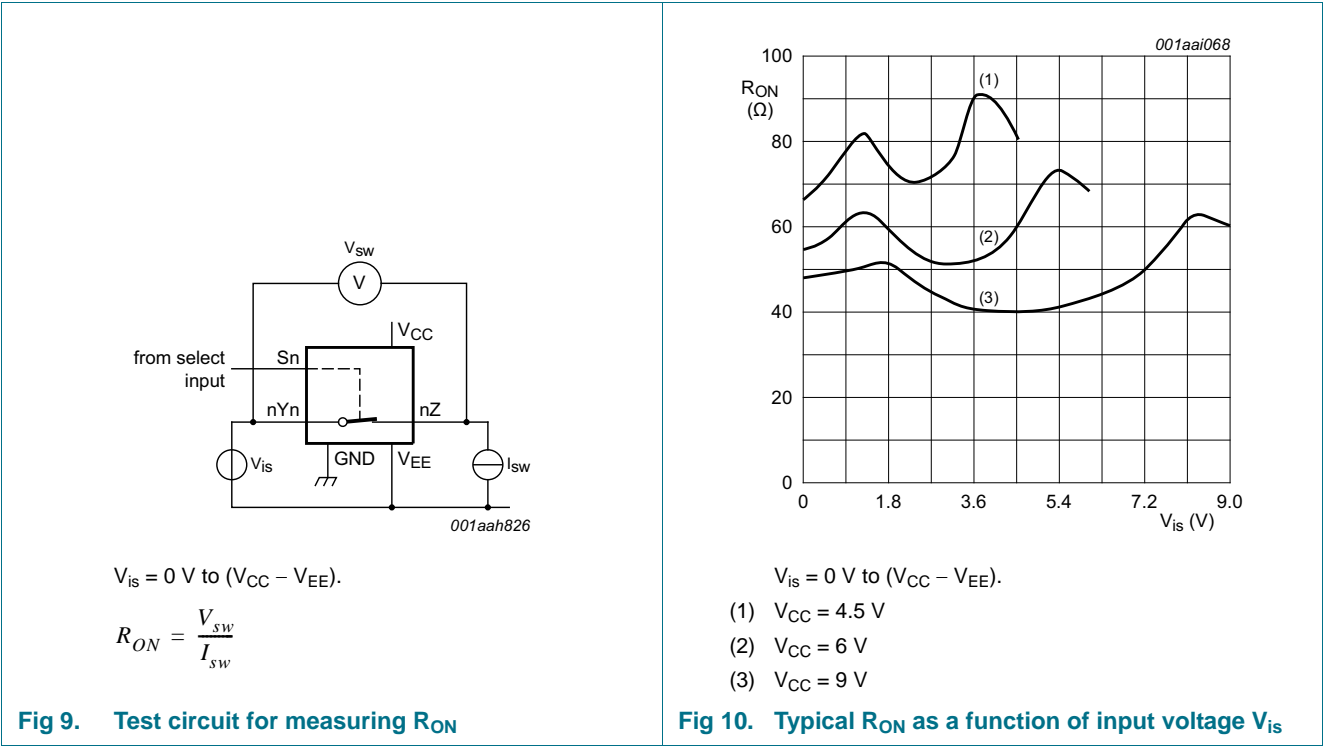 V_sw
V
V_CC
from select
input
Sn
nYn
nZ
V_is
GND
V_EE
I_sw
001aah826
V_is = 0 V to (V_CC − V_EE).
R_ON = V_sw / I_sw
Fig 9. Test circuit for measuring R_ON
001aai068
100
R_ON
(Ω)
(1)
80
60
(2)
(3)
40
20
0
0 1.8 3.6 5.4 7.2 9.0
V_is (V)
V_is = 0 V to (V_CC − V_EE).
(1) V_CC = 4.5 V
(2) V_CC = 6 V
(3) V_CC = 9 V
Fig 10. Typical R_ON as a function of input voltage V_is